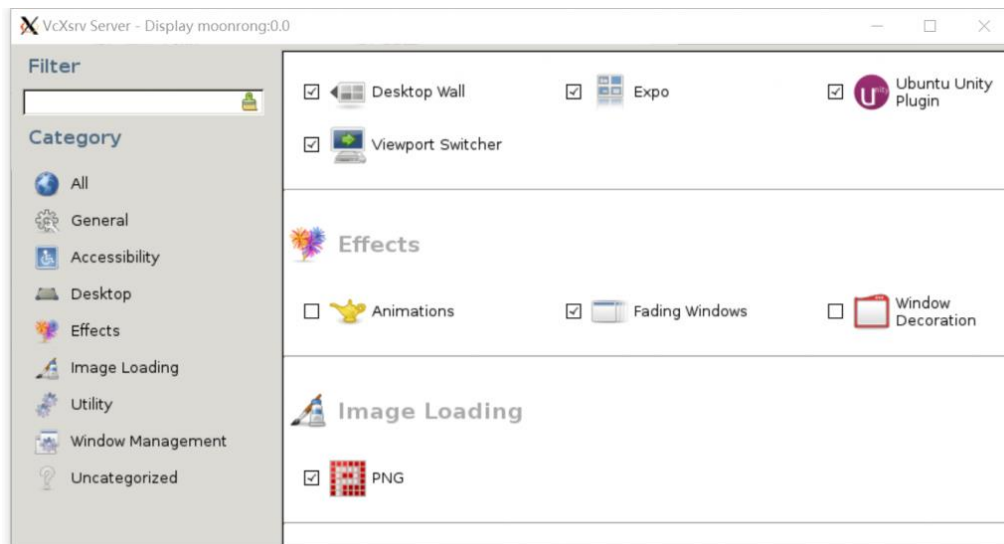 VcXsrv Server - Display moonrong:0.0
Filter
Category
All
General
Accessibility
Desktop
Effects
Image Loading
Utility
Window Management
Uncategorized
Desktop Wall
Expo
Ubuntu Unity
Plugin
Viewport Switcher
Effects
Animations
Fading Windows
Window
Decoration
Image Loading
PNG